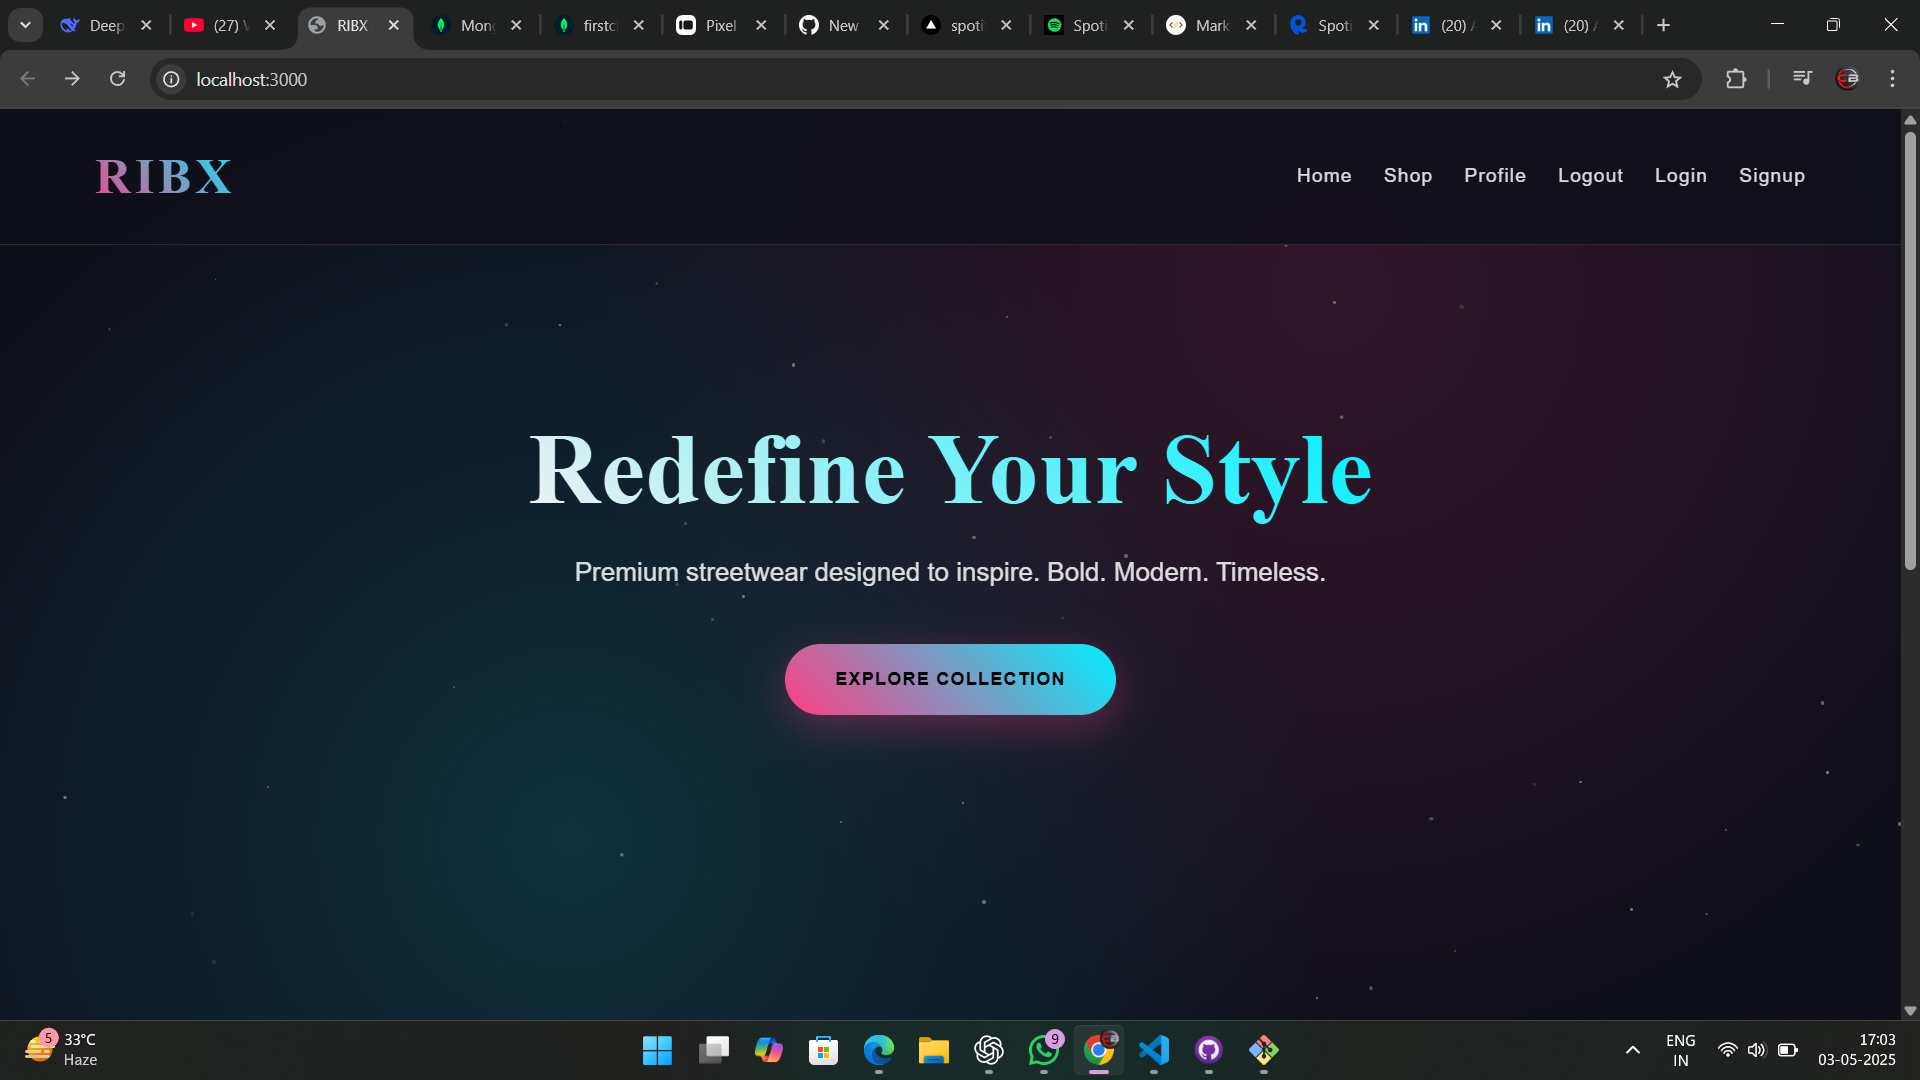 Deep
(27)
RIBX
Mon
firstc
Pixel
New
spoti
Spoti
Mark
Spoti
(20)
(20)
localhost:3000
RIBX
Home Shop Profile Logout Login Signup
Redefine Your Style
Premium streetwear designed to inspire. Bold. Modern. Timeless.
EXPLORE COLLECTION
5
33°C
Haze
9
ENG
IN
17:03
03-05-2025